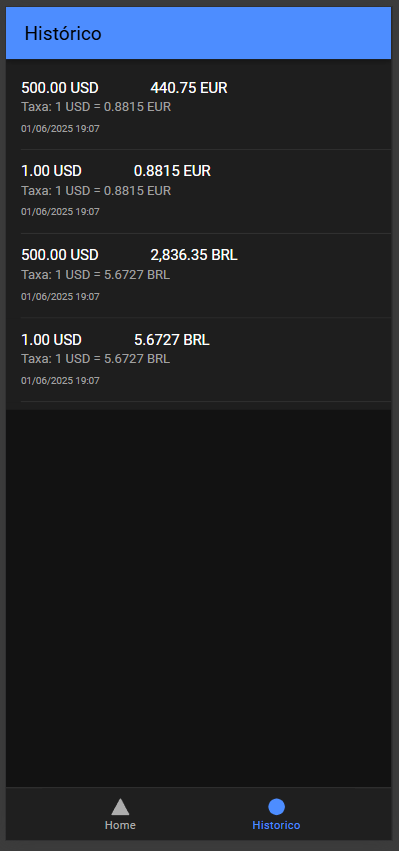 Histórico
500.00 USD 440.75 EUR
Taxa: 1 USD = 0.8815 EUR
01/06/2025 19:07
1.00 USD 0.8815 EUR
Taxa: 1 USD = 0.8815 EUR
01/06/2025 19:07
500.00 USD 2,836.35 BRL
Taxa: 1 USD = 5.6727 BRL
01/06/2025 19:07
1.00 USD 5.6727 BRL
Taxa: 1 USD = 5.6727 BRL
01/06/2025 19:07
Home Historico